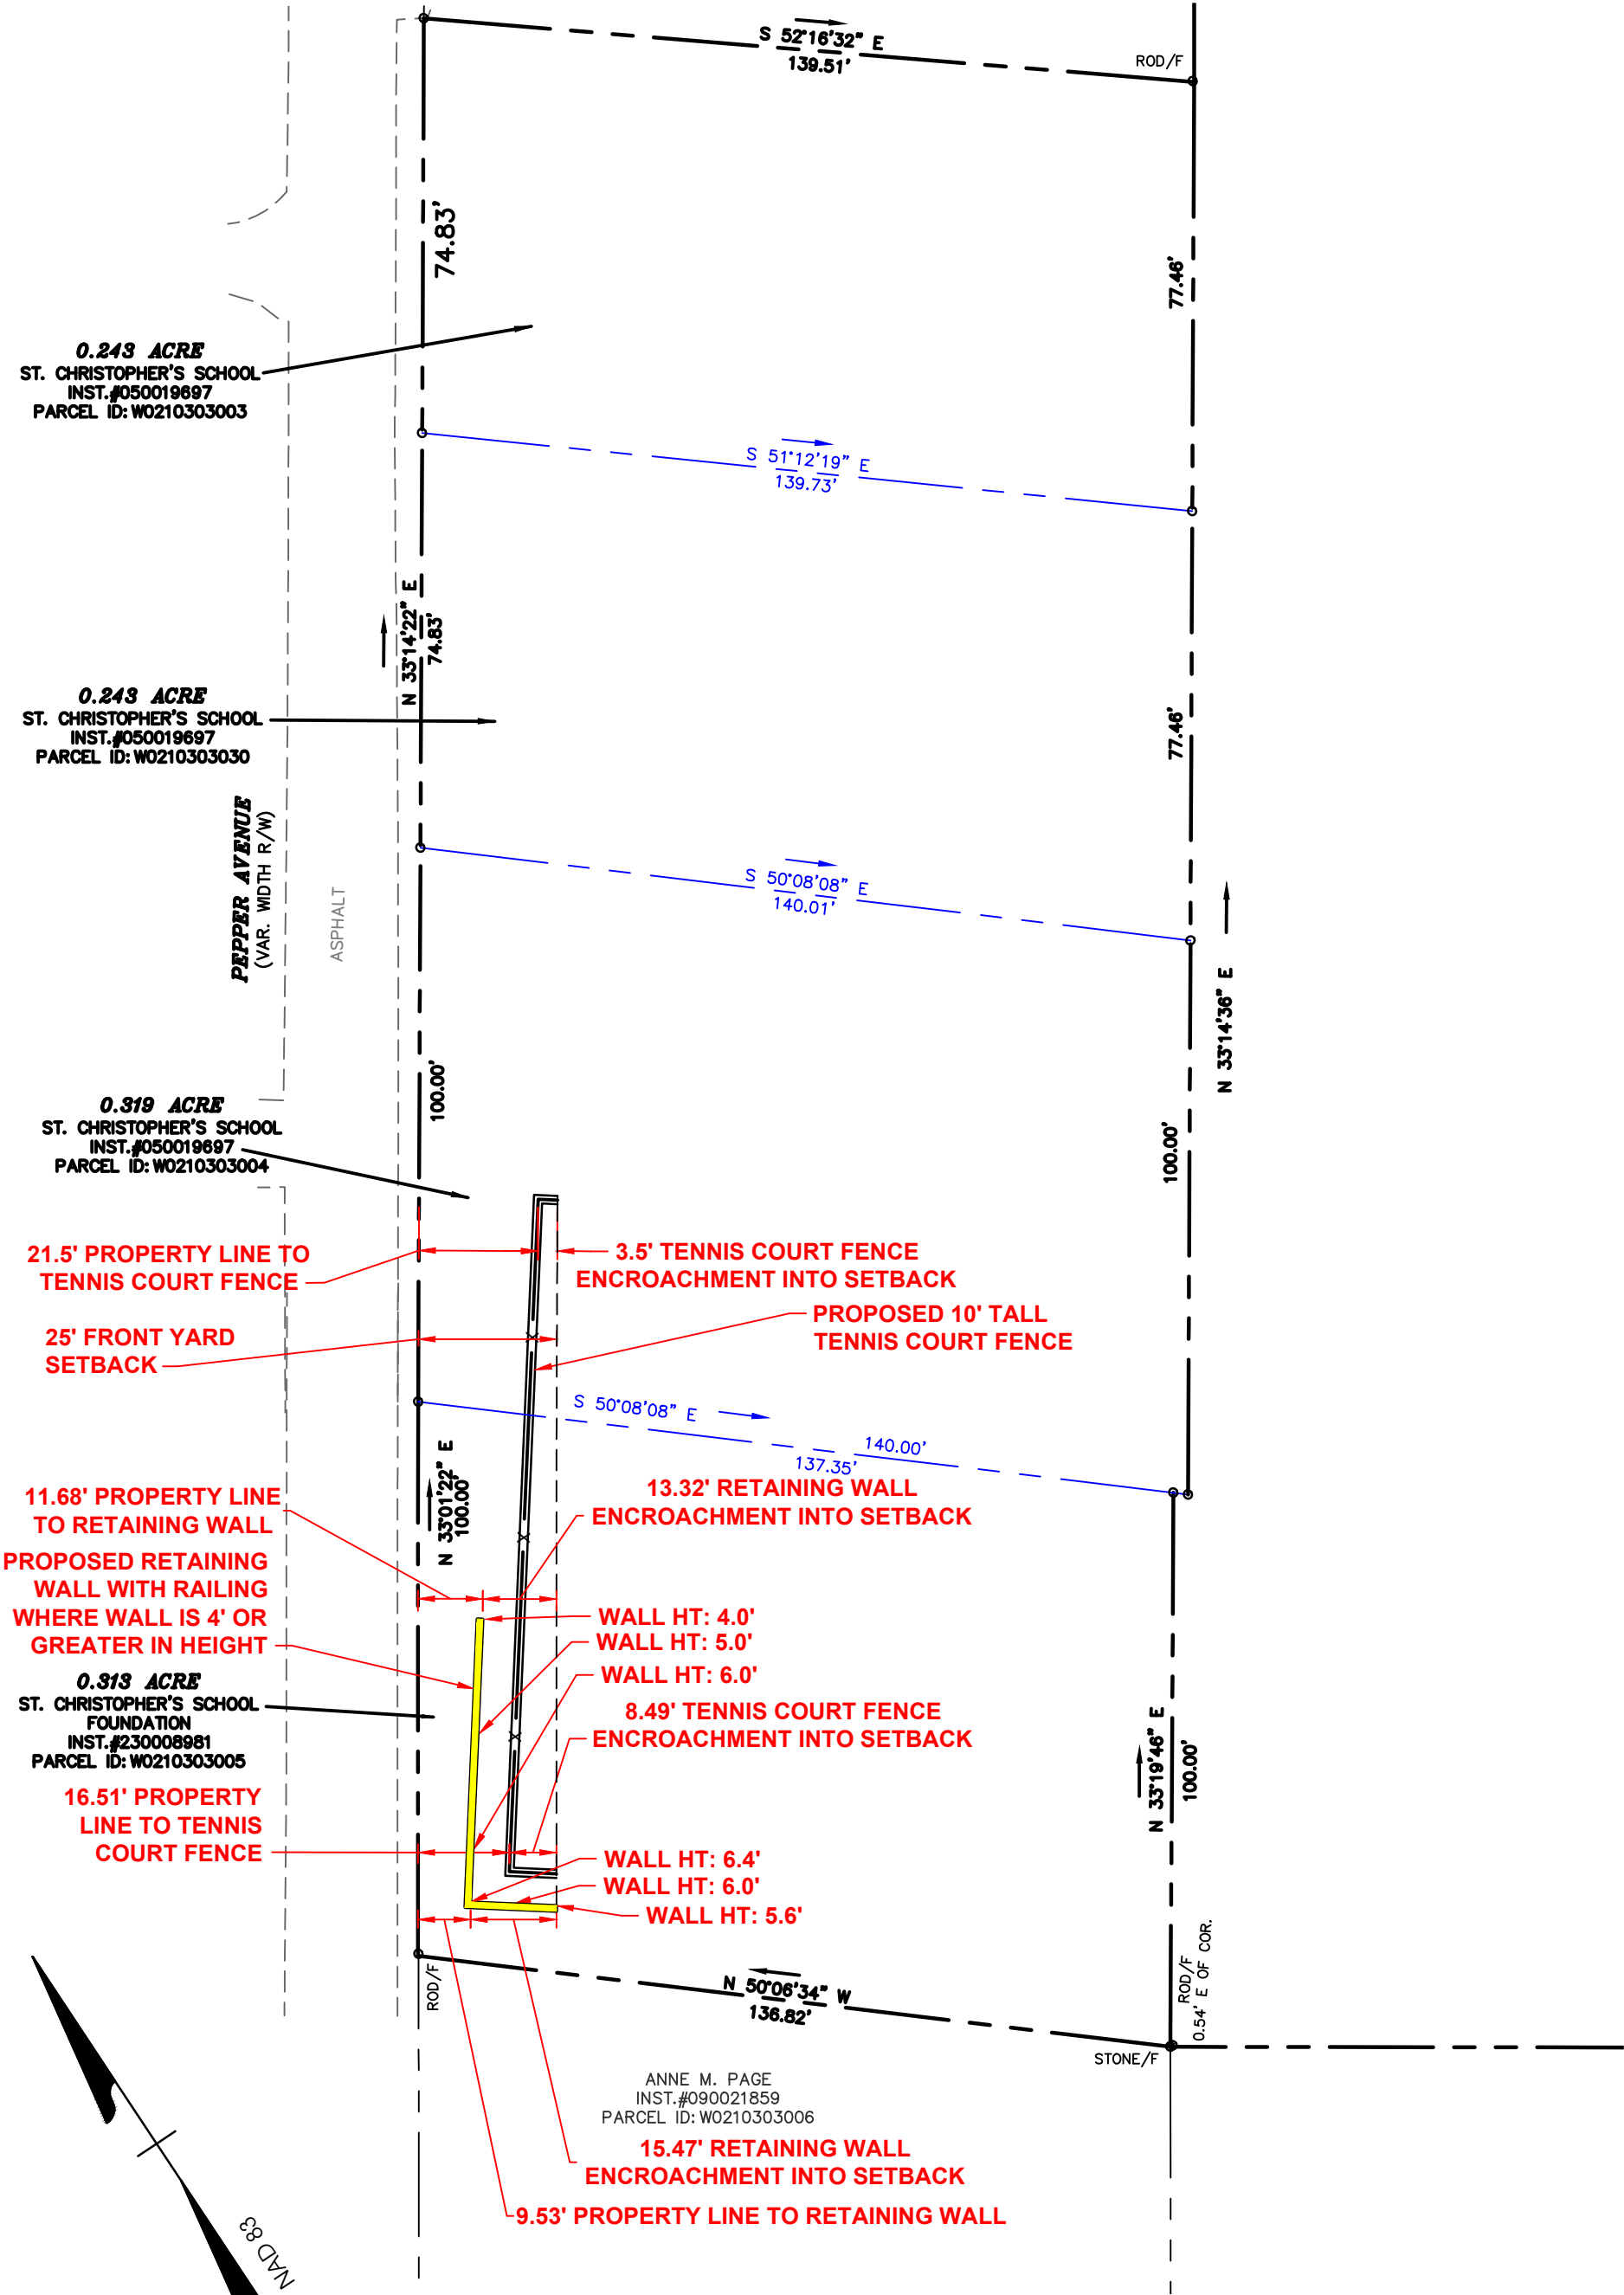 S 52°16'32" E
139.51'
ROD/F
74.83'
77.46'
0.243 ACRE
ST. CHRISTOPHER'S SCHOOL
INST.#050019697
PARCEL ID: W0210303003
S 51°12'19" E
139.73'
N 33°14'22" E
74.83'
0.243 ACRE
ST. CHRISTOPHER'S SCHOOL
INST.#050019697
PARCEL ID: W0210303030
77.46'
PEPPER AVENUE
(VAR. WIDTH R/W)
ASPHALT
S 50°08'08" E
140.01'
N 33°14'36" E
100.00'
100.00'
0.319 ACRE
ST. CHRISTOPHER'S SCHOOL
INST.#050019697
PARCEL ID: W0210303004
21.5' PROPERTY LINE TO
TENNIS COURT FENCE
3.5' TENNIS COURT FENCE
ENCROACHMENT INTO SETBACK
25' FRONT YARD
SETBACK
PROPOSED 10' TALL
TENNIS COURT FENCE
S 50°08'08" E
140.00'
137.35'
N 33°01'22" E
100.00'
11.68' PROPERTY LINE
TO RETAINING WALL
13.32' RETAINING WALL
ENCROACHMENT INTO SETBACK
PROPOSED RETAINING
WALL WITH RAILING
WHERE WALL IS 4' OR
GREATER IN HEIGHT
WALL HT: 4.0'
WALL HT: 5.0'
WALL HT: 6.0'
0.313 ACRE
ST. CHRISTOPHER'S SCHOOL
FOUNDATION
INST.#230008981
PARCEL ID: W0210303005
8.49' TENNIS COURT FENCE
ENCROACHMENT INTO SETBACK
N 33°19'46" E
100.00'
16.51' PROPERTY
LINE TO TENNIS
COURT FENCE
WALL HT: 6.4'
WALL HT: 6.0'
WALL HT: 5.6'
ROD/F
N 50°06'34" W
136.82'
ROD/F
0.54' E OF COR.
STONE/F
ANNE M. PAGE
INST.#090021859
PARCEL ID: W0210303006
15.47' RETAINING WALL
ENCROACHMENT INTO SETBACK
9.53' PROPERTY LINE TO RETAINING WALL
NAD 83